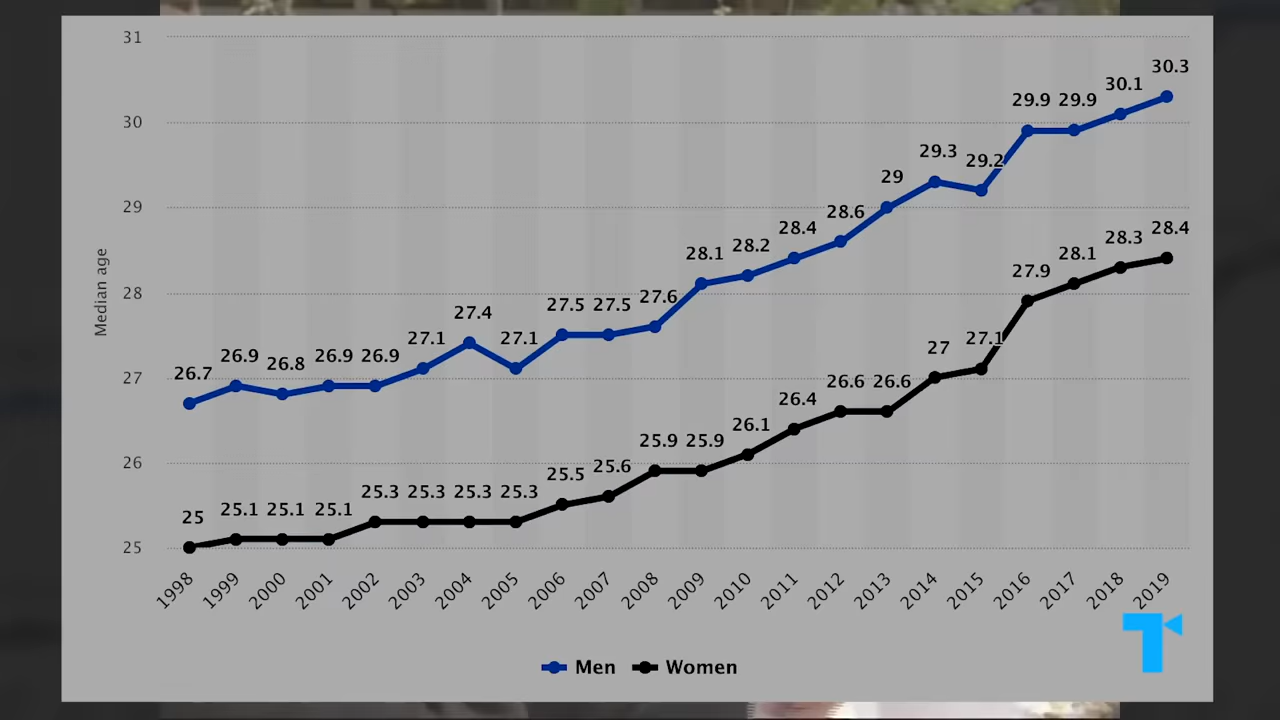 31
30
29
28
27
26
25
Median age
26.7 26.9 26.8 26.9 26.9 27.1 27.4 27.1 27.5 27.5 27.6 28.1 28.2 28.4 28.6 29 29.3 29.2 29.9 29.9 30.1 30.3
25 25.1 25.1 25.1 25.3 25.3 25.3 25.3 25.5 25.6 25.9 25.9 26.1 26.4 26.6 26.6 27 27.1 27.9 28.1 28.3 28.4
1998 1999 2000 2001 2002 2003 2004 2005 2006 2007 2008 2009 2010 2011 2012 2013 2014 2015 2016 2017 2018 2019
Men Women